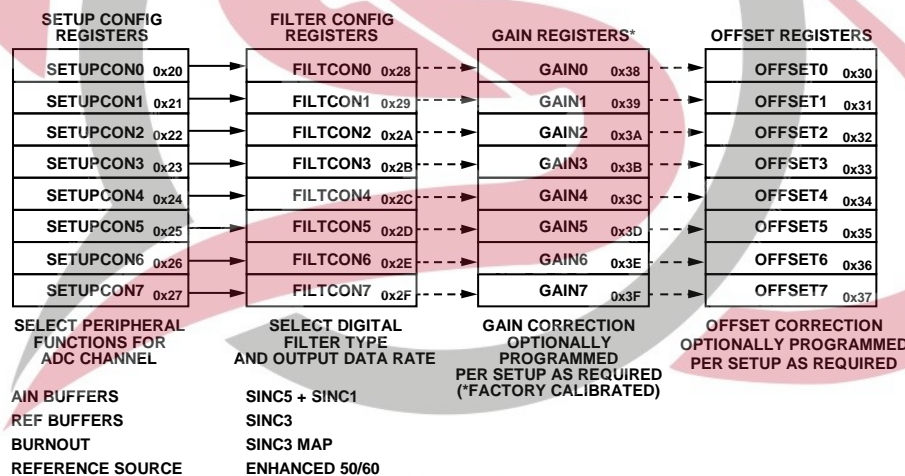 SETUP CONFIG
REGISTERS
FILTER CONFIG
REGISTERS
GAIN REGISTERS*
OFFSET REGISTERS
SETUPCON0 0x20
FILTCON0 0x28
GAIN0 0x38
OFFSET0 0x30
SETUPCON1 0x21
FILTCON1 0x29
GAIN1 0x39
OFFSET1 0x31
SETUPCON2 0x22
FILTCON2 0x2A
GAIN2 0x3A
OFFSET2 0x32
SETUPCON3 0x23
FILTCON3 0x2B
GAIN3 0x3B
OFFSET3 0x33
SETUPCON4 0x24
FILTCON4 0x2C
GAIN4 0x3C
OFFSET4 0x34
SETUPCON5 0x25
FILTCON5 0x2D
GAIN5 0x3D
OFFSET5 0x35
SETUPCON6 0x26
FILTCON6 0x2E
GAIN6 0x3E
OFFSET6 0x36
SETUPCON7 0x27
FILTCON7 0x2F
GAIN7 0x3F
OFFSET7 0x37
SELECT PERIPHERAL
FUNCTIONS FOR
ADC CHANNEL
SELECT DIGITAL
FILTER TYPE
AND OUTPUT DATA RATE
GAIN CORRECTION
OPTIONALLY
PROGRAMMED
PER SETUP AS REQUIRED
(*FACTORY CALIBRATED)
OFFSET CORRECTION
OPTIONALLY PROGRAMMED
PER SETUP AS REQUIRED
AIN BUFFERS
REF BUFFERS
BURNOUT
REFERENCE SOURCE
SINC5 + SINC1
SINC3
SINC3 MAP
ENHANCED 50/60